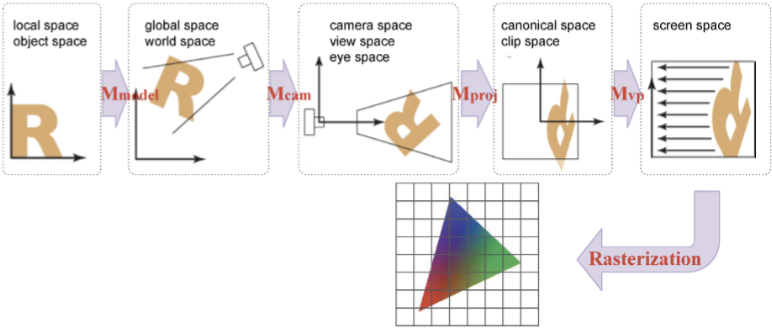 local space
object space
global space
world space
camera space
view space
eye space
canonical space
clip space
screen space
R
R
R
R
R
Mmodel
Mcam
Mproj
Mvp
Rasterization